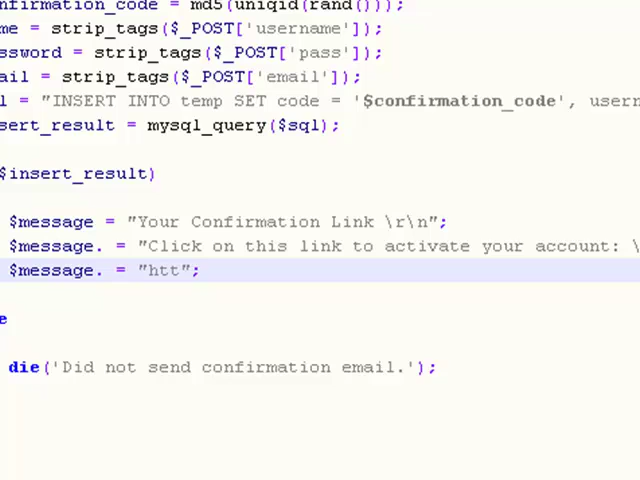 nfirmation_code = md5(uniqid(rand()));
me = strip_tags($_POST['username']);
ssword = strip_tags($_POST['pass']);
ail = strip_tags($_POST['email']);
l = "INSERT INTO temp SET code = '$confirmation_code', usern
sert_result = mysql_query($sql);
$insert_result)
$message = "Your Confirmation Link \r\n";
$message. = "Click on this link to activate your account: \
$message. = "htt";
e
die('Did not send confirmation email.');